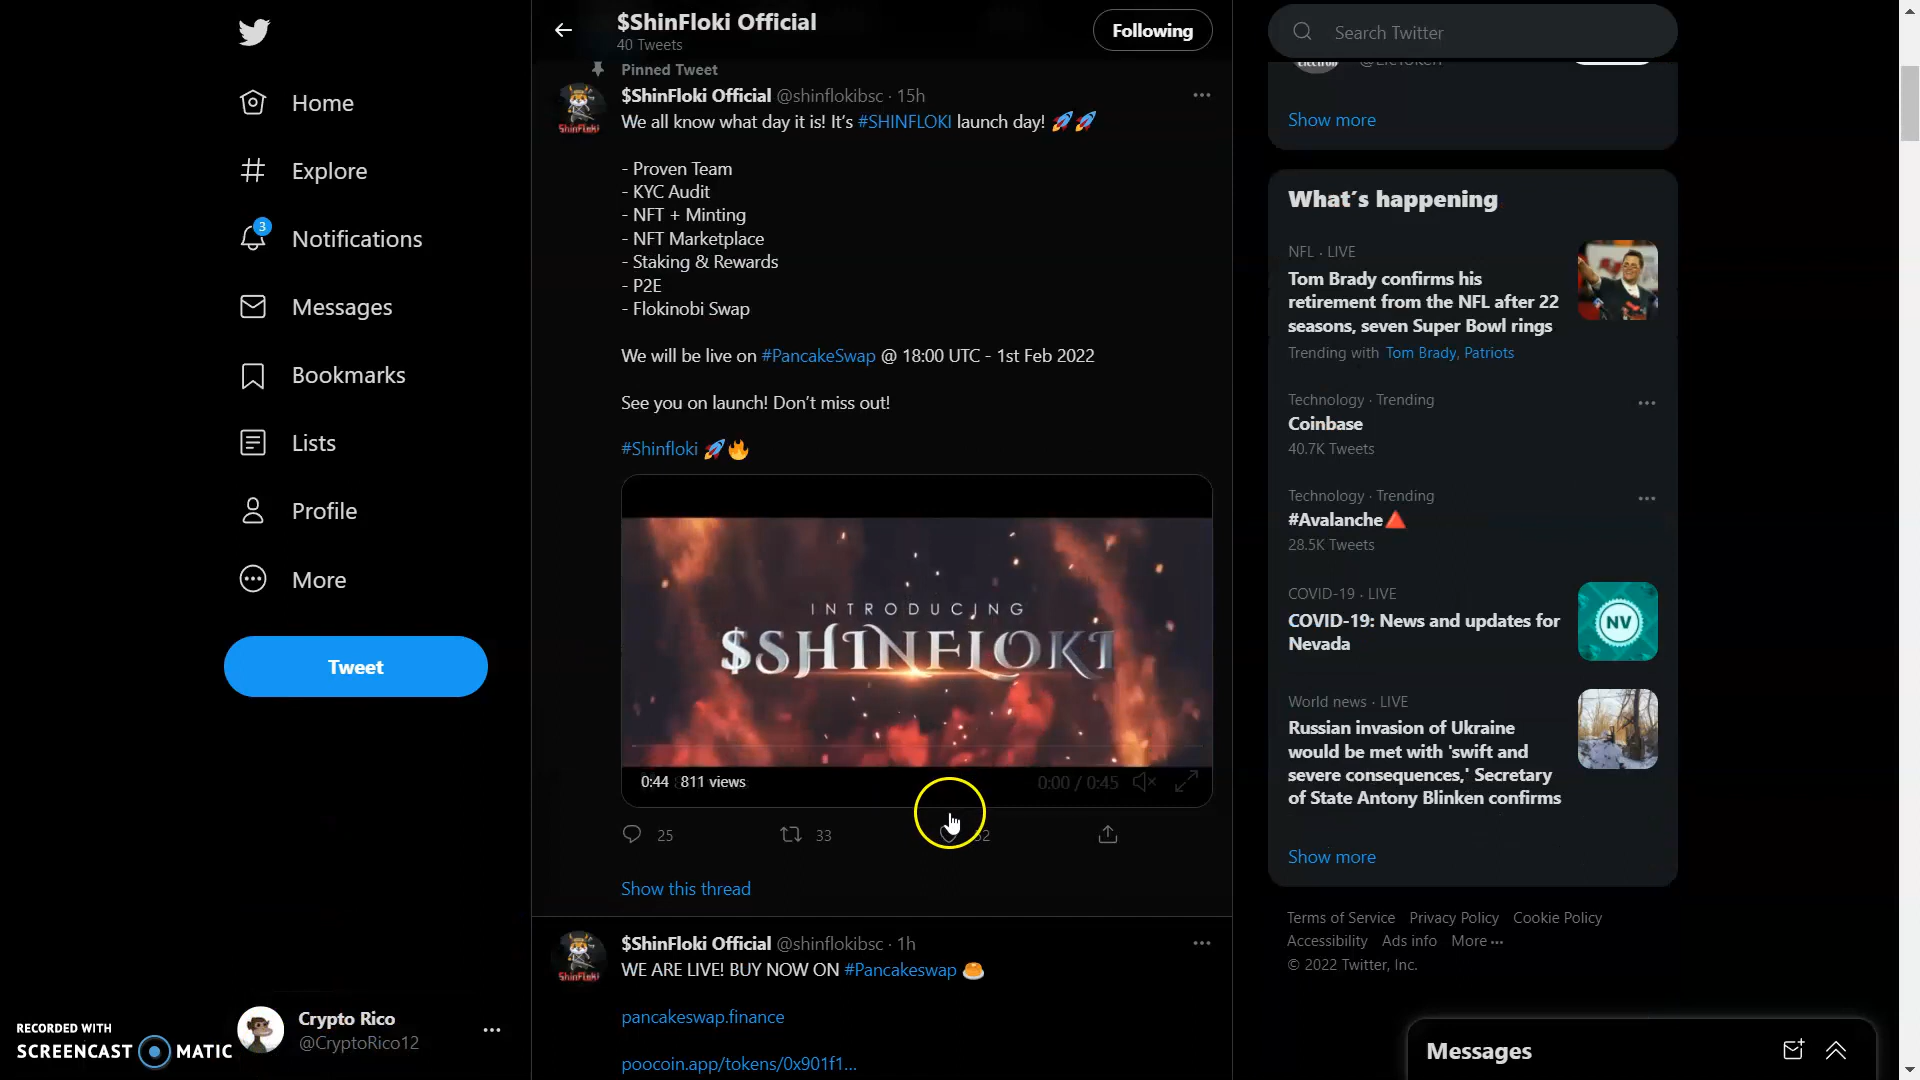 Home
Explore
3
Notifications
Messages
Bookmarks
Lists
Profile
More
Tweet
Crypto Rico
@CryptoRico12
RECORDED WITH
SCREENCAST MATIC
$ShinFloki Official
40 Tweets
Following
Pinned Tweet
$ShinFloki Official @shinflokibsc · 15h
We all know what day it is! It's #SHINFLOKI launch day! 🚀🚀
- Proven Team
- KYC Audit
- NFT + Minting
- NFT Marketplace
- Staking & Rewards
- P2E
- Flokinobi Swap
We will be live on #PancakeSwap @ 18:00 UTC - 1st Feb 2022
See you on launch! Don't miss out!
#Shinfloki 🚀🔥
INTRODUCING
$SHINFLOKI
0:44 811 views
0:00 / 0:45
25
33
Show this thread
$ShinFloki Official @shinflokibsc · 1h
WE ARE LIVE! BUY NOW ON #Pancakeswap 🥞
pancakeswap.finance
poocoin.app/tokens/0x901f1...
Search Twitter
Show more
What's happening
NFL · LIVE
Tom Brady confirms his
retirement from the NFL after 22
seasons, seven Super Bowl rings
Trending with Tom Brady, Patriots
Technology · Trending
Coinbase
40.7K Tweets
Technology · Trending
#Avalanche🔺
28.5K Tweets
COVID-19 · LIVE
COVID-19: News and updates for
Nevada
NV
World news · LIVE
Russian invasion of Ukraine
would be met with 'swift and
severe consequences,' Secretary
of State Antony Blinken confirms
Show more
Terms of Service Privacy Policy Cookie Policy
Accessibility Ads info More ···
© 2022 Twitter, Inc.
Messages